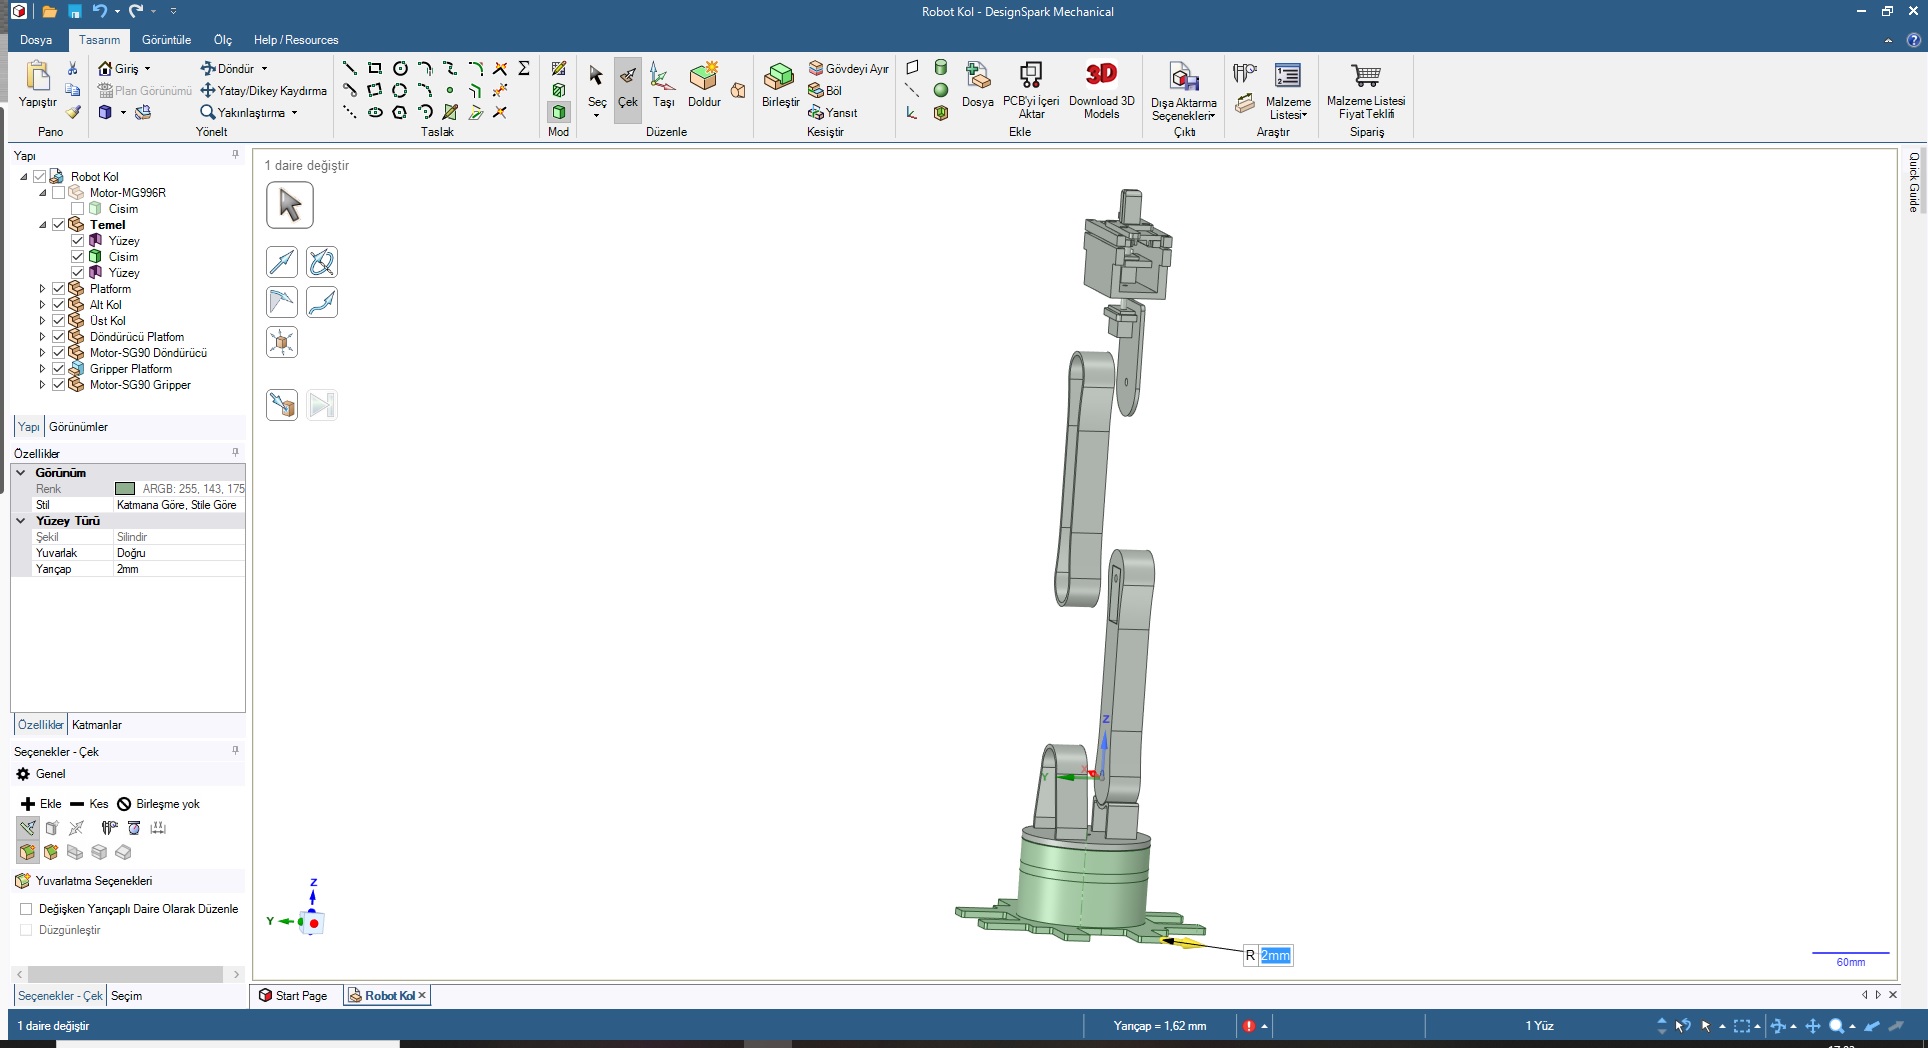 Robot Kol - DesignSpark Mechanical
Dosya Tasarım Görüntüle Ölç Help / Resources
Yapıştır
Pano
Giriş
Plan Görünümü
Döndür
Yatay/Dikey Kaydırma
Yakınlaştırma
Yönelt
Taslak
Mod
Seç Çek Taşı Doldur
Düzenle
Birleştir
Gövdeyi Ayır
Böl
Yansıt
Kesiştir
Dosya
PCB'yi İçeri Aktar
3D
Download 3D Models
Ekle
Dışa Aktarma Seçenekleri
Çıktı
Malzeme Listesi
Araştır
Malzeme Listesi Fiyat Teklifi
Sipariş
Yapı
Robot Kol
Motor-MG996R
Cisim
Temel
Yüzey
Cisim
Yüzey
Platform
Alt Kol
Üst Kol
Döndürücü Platfom
Motor-SG90 Döndürücü
Gripper Platform
Motor-SG90 Gripper
Yapı Görünümler
Özellikler
Görünüm
Renk ARGB: 255, 143, 175
Stil Katmana Göre, Stile Göre
Yüzey Türü
Şekil Silindir
Yuvarlak Doğru
Yarıçap 2mm
Özellikler Katmanlar
Seçenekler - Çek
Genel
Ekle Kes Birleşme yok
Yuvarlatma Seçenekleri
Değişken Yarıçaplı Daire Olarak Düzenle
Düzgünleştir
Seçenekler - Çek Seçim
1 daire değiştir
Z
Y
X
Z
Y
R 2mm
60mm
Quick Guide
Start Page Robot Kol
1 daire değiştir
Yarıçap = 1,62 mm
1 Yüz